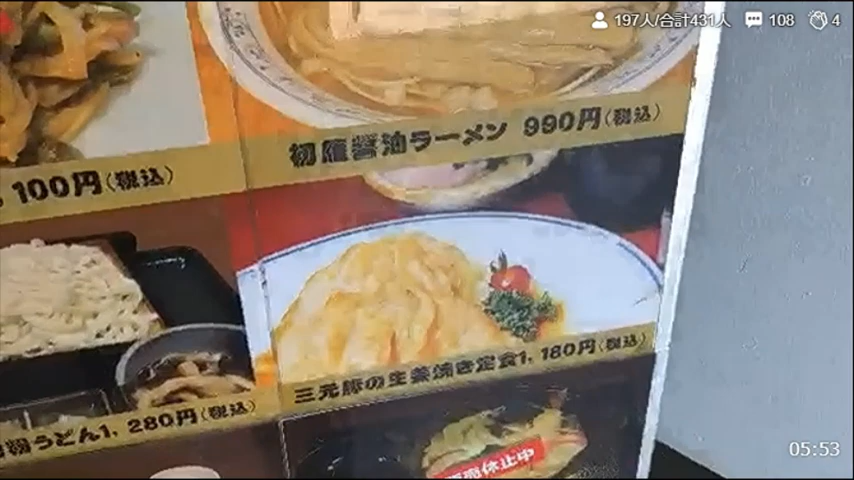 197人/合計431人 108 4
初雁醤油ラーメン 990円(税込)
100円(税込)
三元豚の生姜焼き定食1,180円(税込)
うどん1,280円(税込)
休止中
05:53